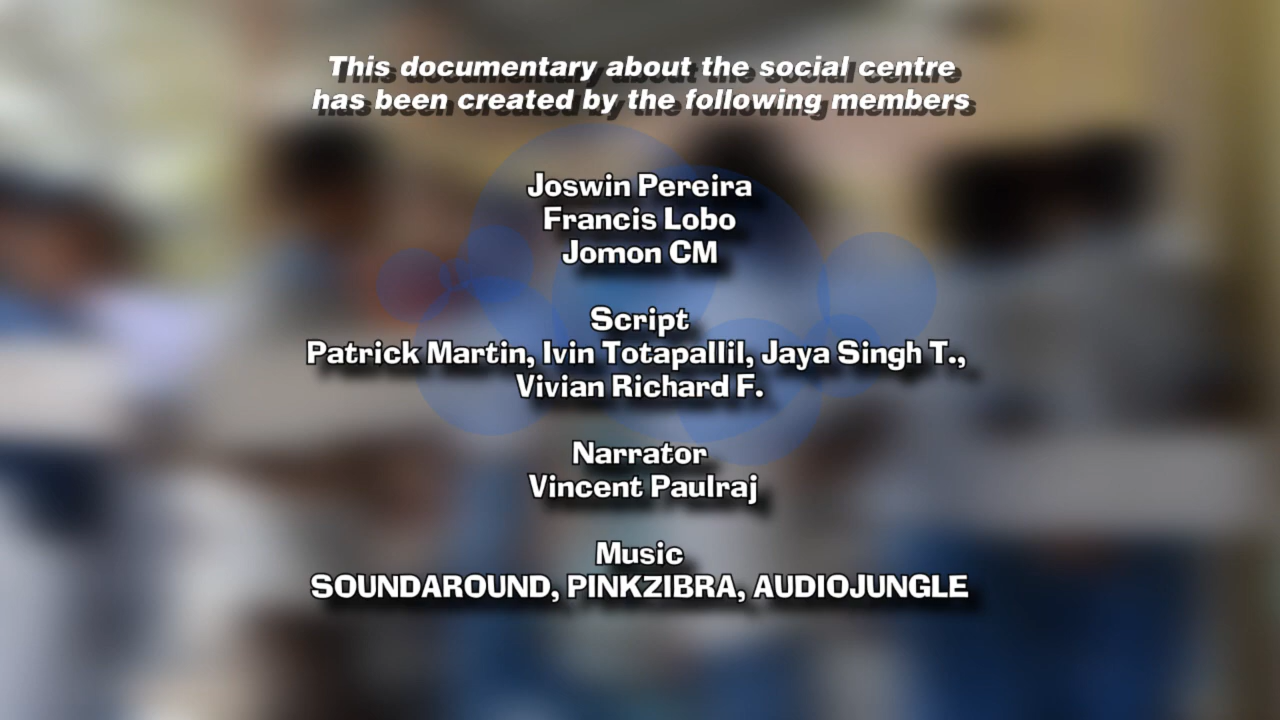 This documentary about the social centre
has been created by the following members
Joswin Pereira
Francis Lobo
Jomon CM
Script
Patrick Martin, Ivin Totapallil, Jaya Singh T.,
Vivian Richard F.
Narrator
Vincent Paulraj
Music
SOUNDAROUND, PINKZIBRA, AUDIOJUNGLE